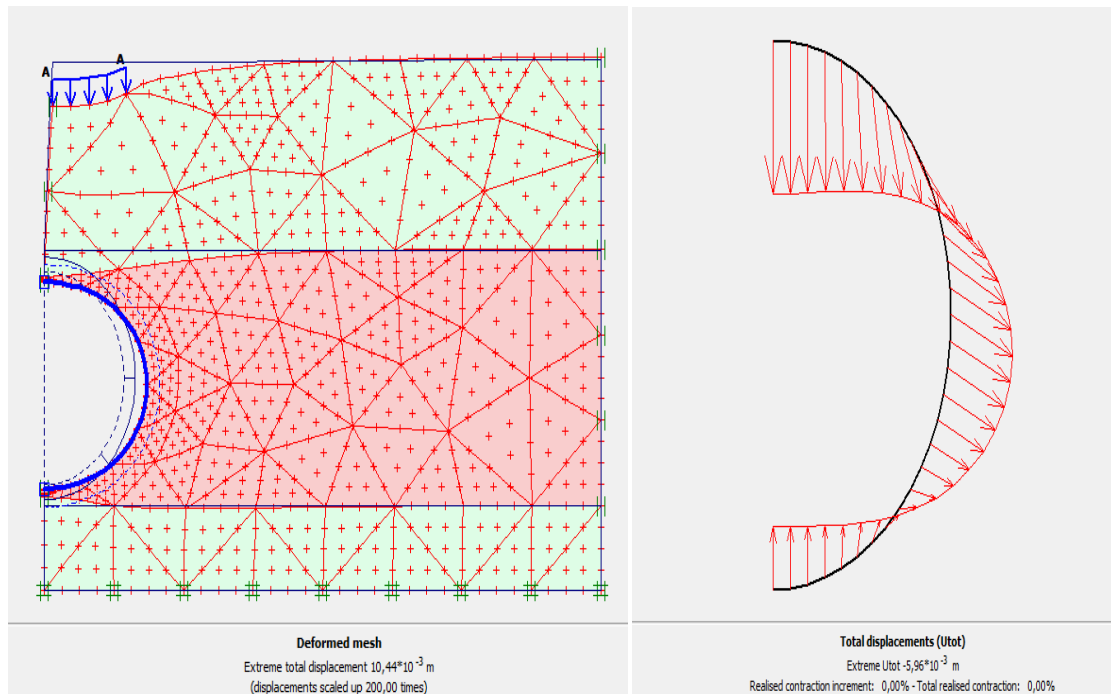 A
A
Deformed mesh
Extreme total displacement 10,44*10⁻³ m
(displacements scaled up 200,00 times)
Total displacements (Utot)
Extreme Utot -5,96*10⁻³ m
Realised contraction increment: 0,00% - Total realised contraction: 0,00%